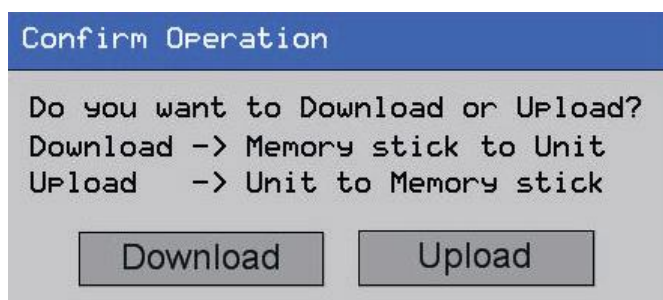 Confirm Operation
Do you want to Download or Upload?
Download -> Memory stick to Unit
Upload -> Unit to Memory stick
Download Upload